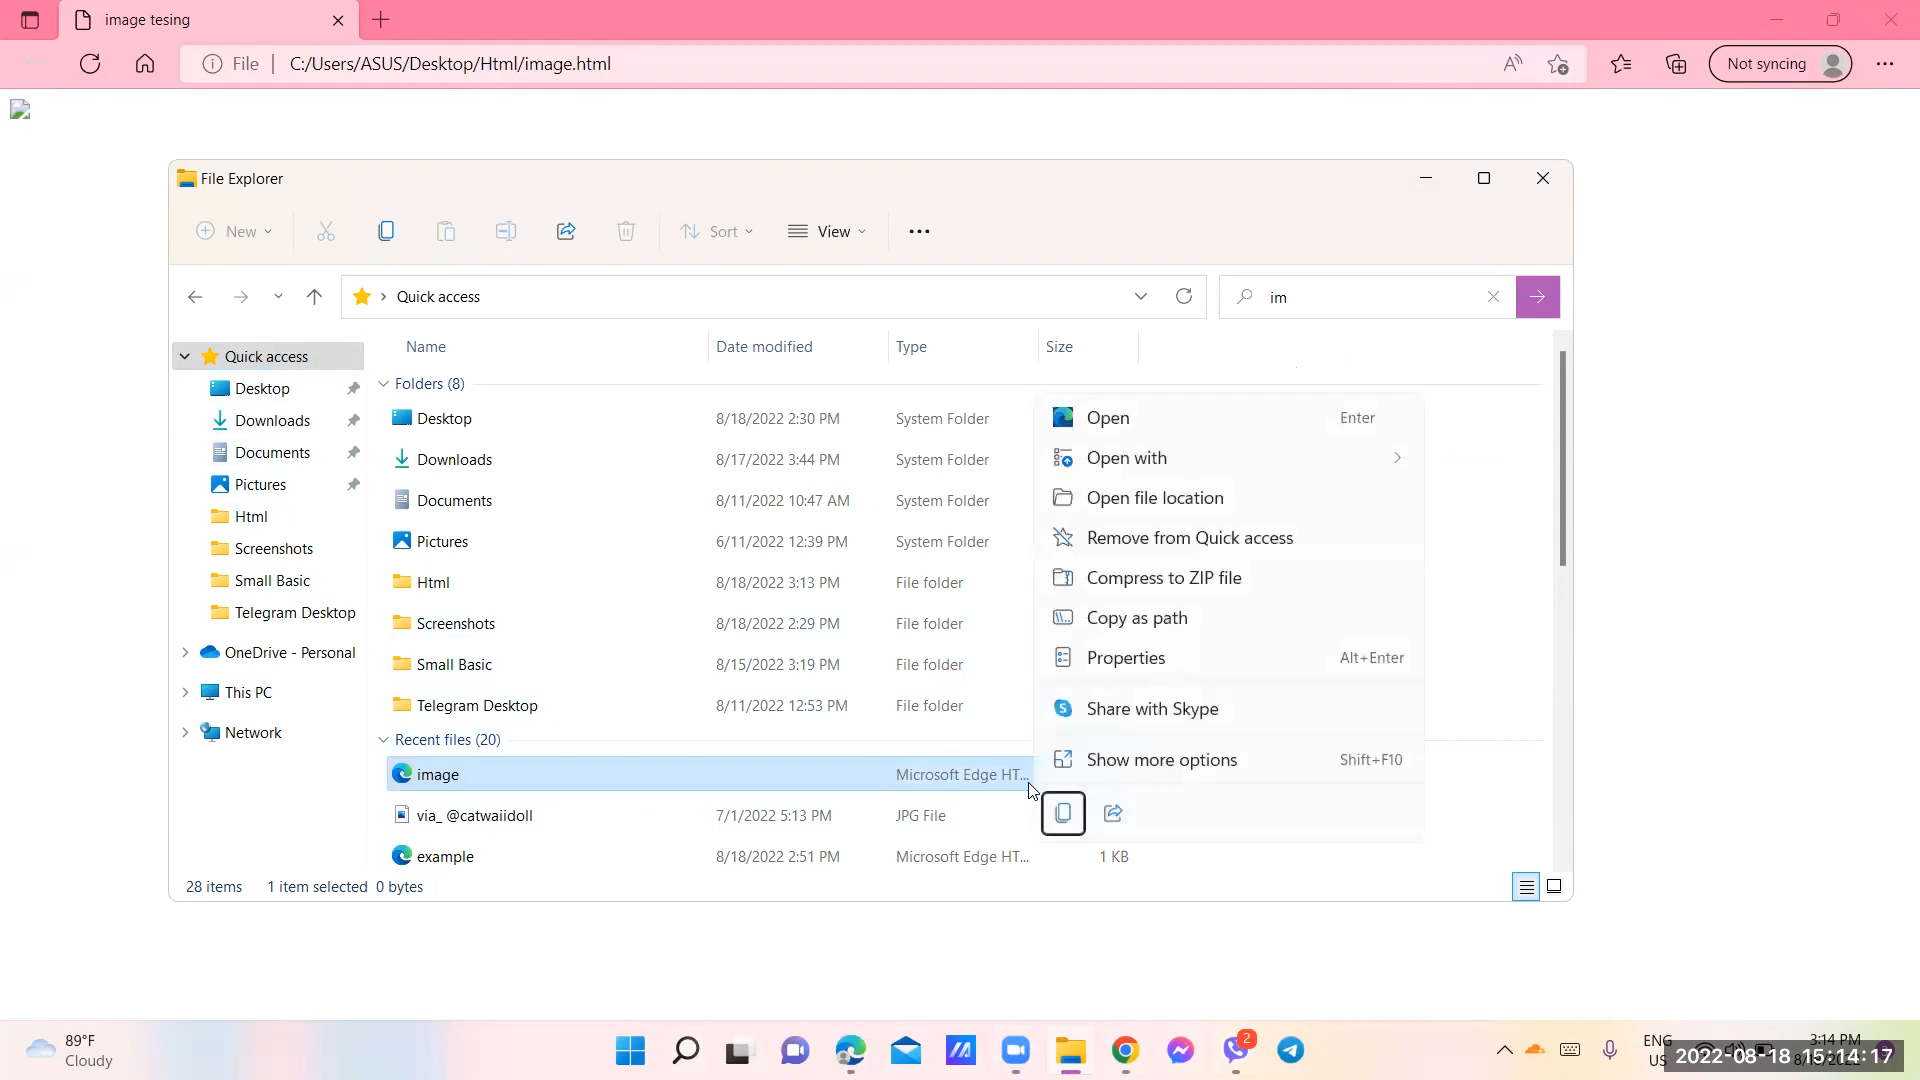 image tesing
File
C:/Users/ASUS/Desktop/Html/image.html
Not syncing
File Explorer
New
Sort
View
Quick access
im
Name Date modified Type Size
Quick access
Desktop
Downloads
Documents
Pictures
Html
Screenshots
Small Basic
Telegram Desktop
OneDrive - Personal
This PC
Network
Folders (8)
Desktop 8/18/2022 2:30 PM System Folder
Downloads 8/17/2022 3:44 PM System Folder
Documents 8/11/2022 10:47 AM System Folder
Pictures 6/11/2022 12:39 PM System Folder
Html 8/18/2022 3:13 PM File folder
Screenshots 8/18/2022 2:29 PM File folder
Small Basic 8/15/2022 3:19 PM File folder
Telegram Desktop 8/11/2022 12:53 PM File folder
Recent files (20)
image Microsoft Edge HT...
via_ @catwaiidoll 7/1/2022 5:13 PM JPG File
example 8/18/2022 2:51 PM Microsoft Edge HT... 1 KB
Open Enter
Open with
Open file location
Remove from Quick access
Compress to ZIP file
Copy as path
Properties Alt+Enter
Share with Skype
Show more options Shift+F10
28 items 1 item selected 0 bytes
89°F
Cloudy
2
ENG
US
3:14 PM
2022-08-18 15:14:17